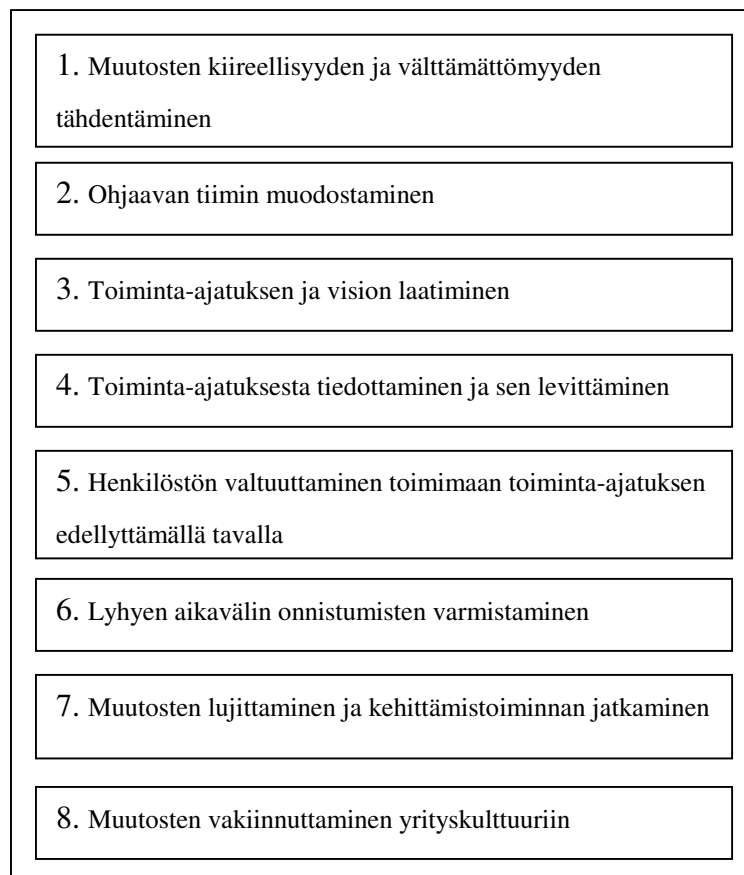 1. Muutosten kiireellisyyden ja välttämättömyyden
tähdentäminen
2. Ohjaavan tiimin muodostaminen
3. Toiminta-ajatuksen ja vision laatiminen
4. Toiminta-ajatuksesta tiedottaminen ja sen levittäminen
5. Henkilöstön valtuuttaminen toimimaan toiminta-ajatuksen
edellyttämällä tavalla
6. Lyhyen aikavälin onnistumisten varmistaminen
7. Muutosten lujittaminen ja kehittämistoiminnan jatkaminen
8. Muutosten vakiinnuttaminen yrityskulttuuriin